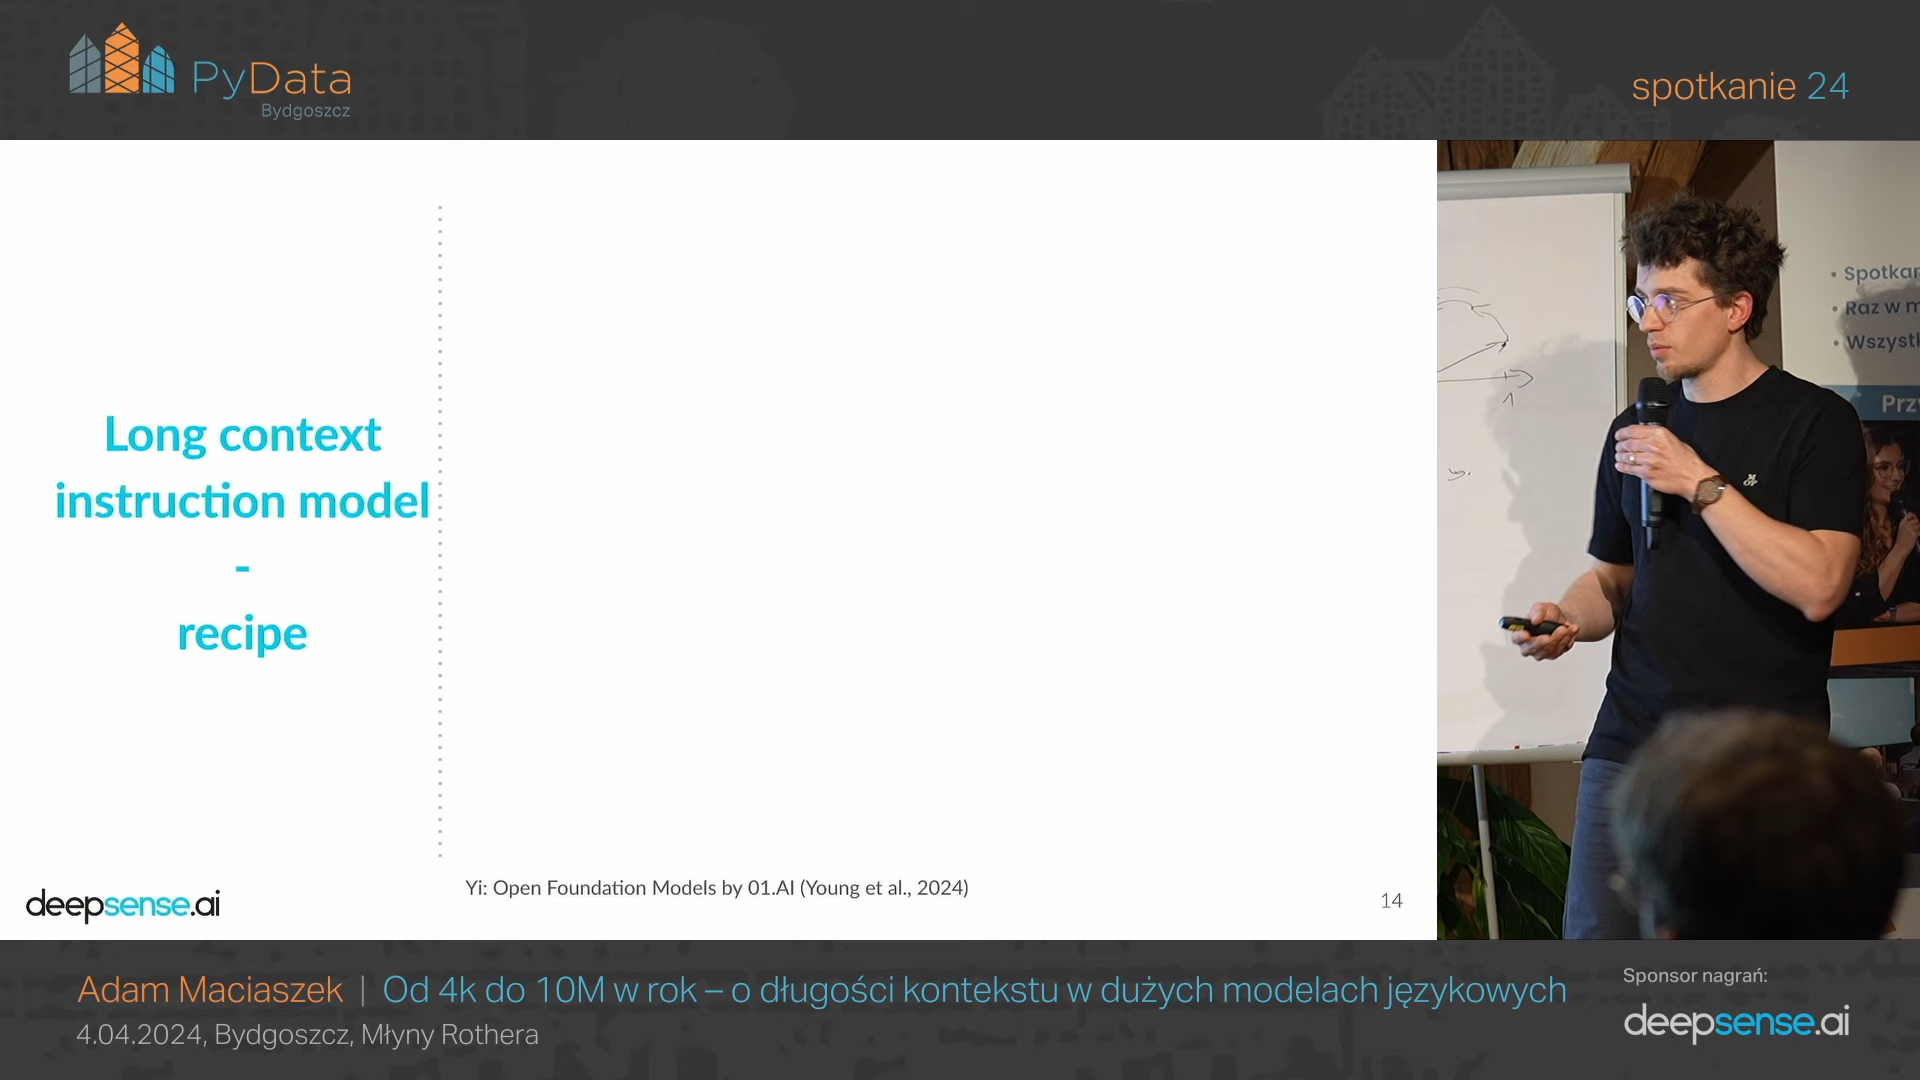 PyData
Bydgoszcz
spotkanie 24
Long context
instruction model
-
recipe
Yi: Open Foundation Models by 01.AI (Young et al., 2024)
14
deepsense.ai
• Raz w
Adam Maciaszek | Od 4k do 10M w rok – o długości kontekstu w dużych modelach językowych
4.04.2024, Bydgoszcz, Młyny Rothera
Sponsor nagrań:
deepsense.ai